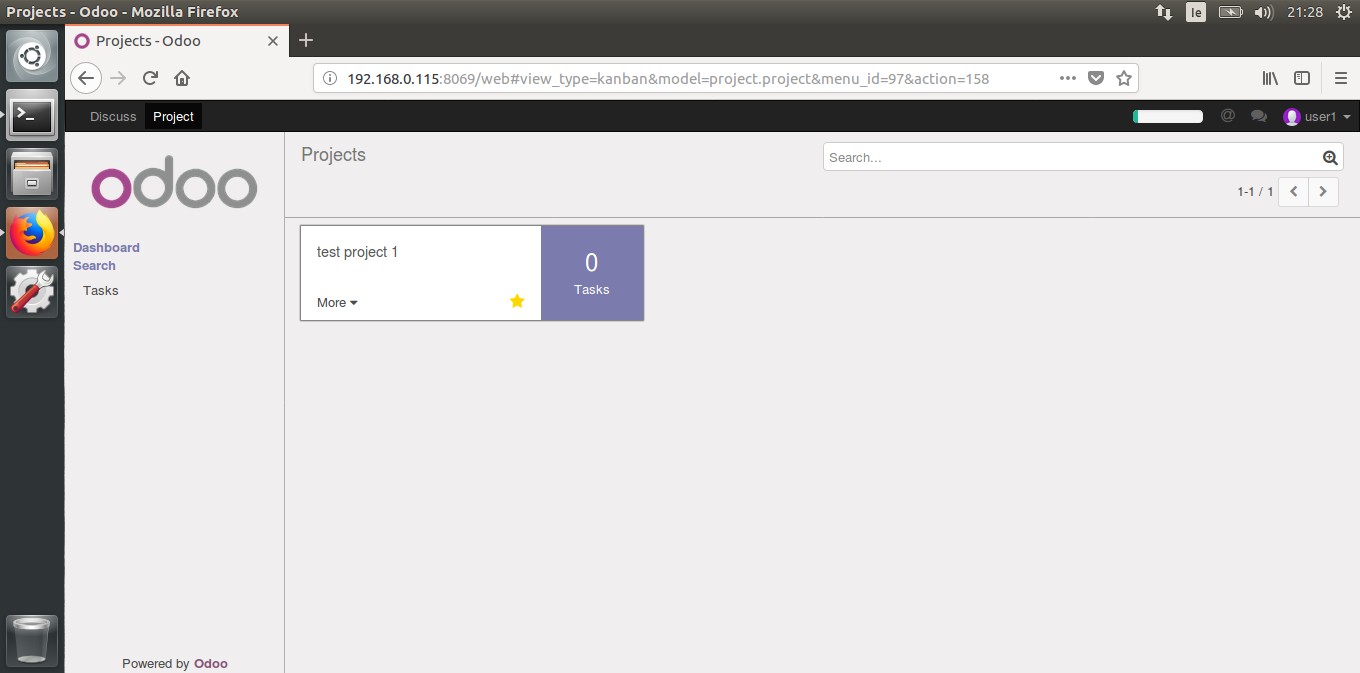 Projects - Odoo - Mozilla Firefox
Ie
21:28
Projects - Odoo
192.168.0.115:8069/web#view_type=kanban&model=project.project&menu_id=97&action=158
Discuss
Project
@
user1
odoo
Projects
Search...
1-1 / 1
Dashboard
Search
Tasks
test project 1
More
0
Tasks
Powered by Odoo